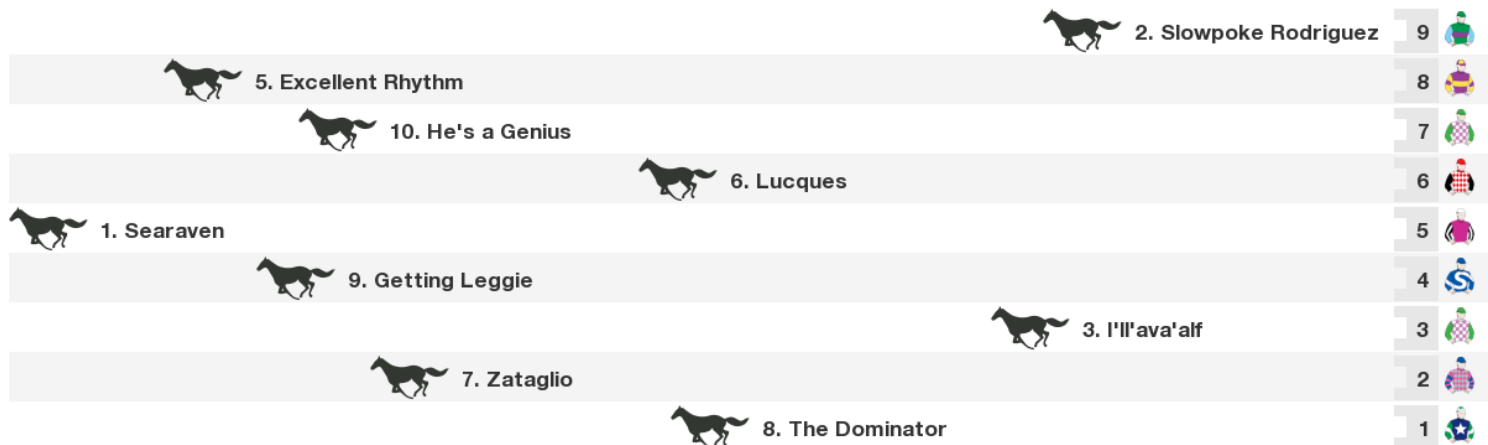 2. Slowpoke Rodriguez 9
5. Excellent Rhythm 8
10. He's a Genius 7
6. Lucques 6
1. Searaven 5
9. Getting Leggie 4
3. I'll'ava'alf 3
7. Zataglio 2
8. The Dominator 1